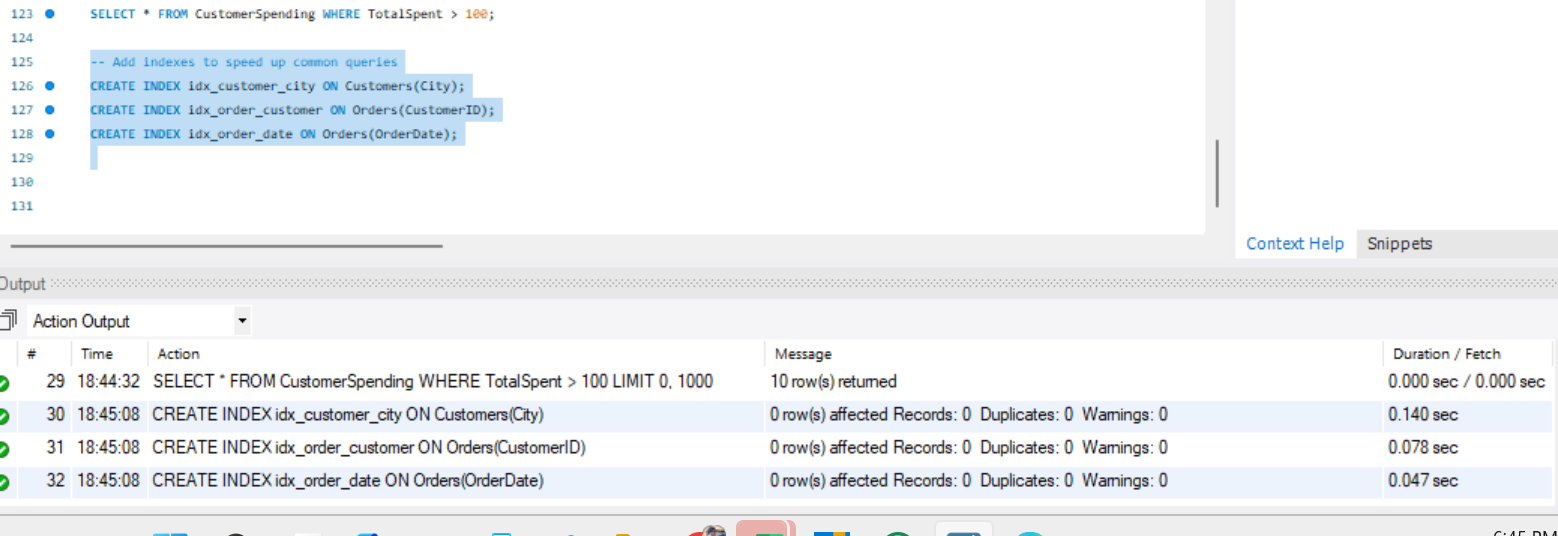 123 SELECT * FROM CustomerSpending WHERE TotalSpent > 100;
124
125 -- Add indexes to speed up common queries
126 CREATE INDEX idx_customer_city ON Customers(City);
127 CREATE INDEX idx_order_customer ON Orders(CustomerID);
128 CREATE INDEX idx_order_date ON Orders(OrderDate);
129
130
131
Context Help Snippets
Output
Action Output
# Time Action Message Duration / Fetch
29 18:44:32 SELECT * FROM CustomerSpending WHERE TotalSpent > 100 LIMIT 0, 1000 10 row(s) returned 0.000 sec / 0.000 sec
30 18:45:08 CREATE INDEX idx_customer_city ON Customers(City) 0 row(s) affected Records: 0 Duplicates: 0 Warnings: 0 0.140 sec
31 18:45:08 CREATE INDEX idx_order_customer ON Orders(CustomerID) 0 row(s) affected Records: 0 Duplicates: 0 Warnings: 0 0.078 sec
32 18:45:08 CREATE INDEX idx_order_date ON Orders(OrderDate) 0 row(s) affected Records: 0 Duplicates: 0 Warnings: 0 0.047 sec
6:45 PM